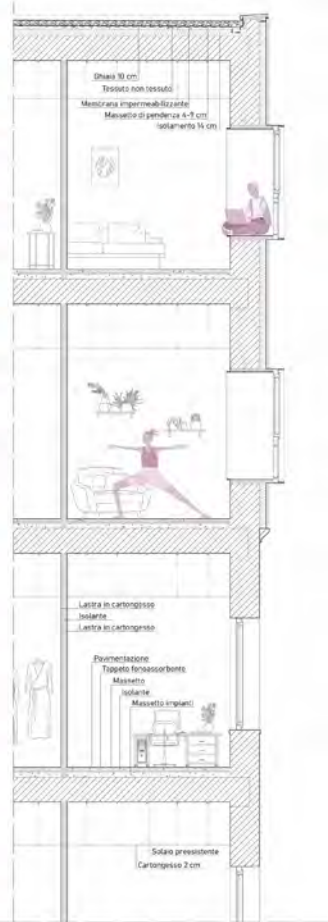 Ghiaia 10 cm
Tessuto non tessuto
Membrana impermeabilizzante
Massetto di pendenza 4-9 cm
Isolamento 14 cm
Lastra in cartongesso
Isolante
Lastra in cartongesso
Pavimentazione
Tappeto fonoassorbente
Massetto
Isolante
Massetto impianti
Solaio preesistente
Cartongesso 2 cm